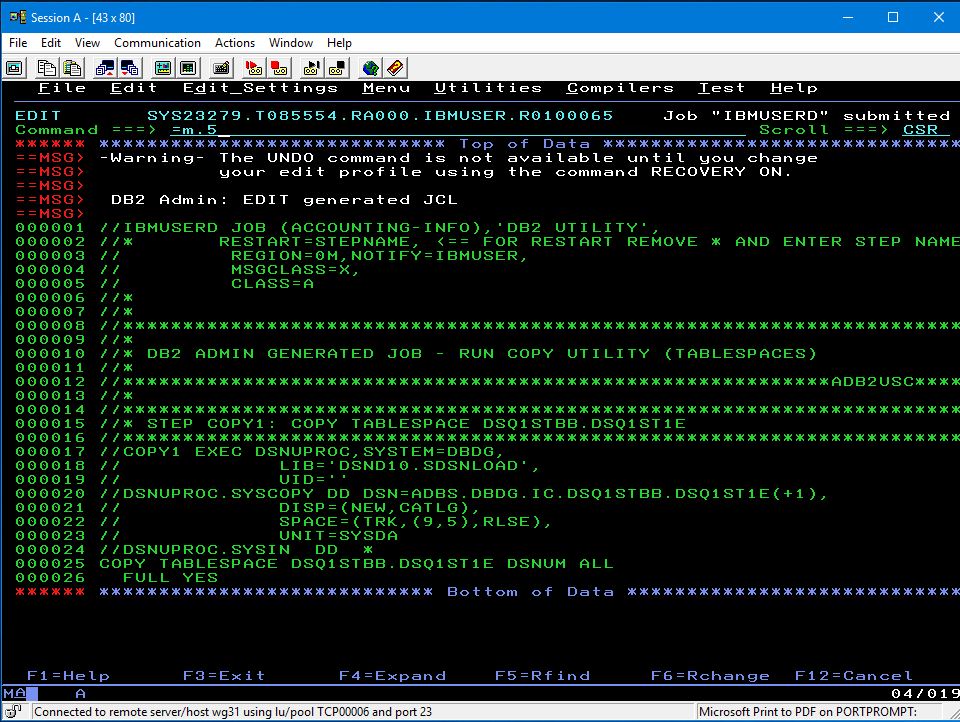 Session A - [43 x 80]
File Edit View Communication Actions Window Help
File Edit Edit_Settings Menu Utilities Compilers Test Help
EDIT SYS23279.T085554.RA000.IBMUSER.R0100065 Job "IBMUSERD" submitted
Command ===> =m.5 Scroll ===> CSR
****** **************************** Top of Data ******************************
==MSG> -Warning- The UNDO command is not available until you change
==MSG> your edit profile using the command RECOVERY ON.
==MSG>
==MSG> DB2 Admin: EDIT generated JCL
==MSG>
000001 //IBMUSERD JOB (ACCOUNTING-INFO),'DB2 UTILITY',
000002 //* RESTART=STEPNAME, <== FOR RESTART REMOVE * AND ENTER STEP NAME
000003 // REGION=0M,NOTIFY=IBMUSER,
000004 // MSGCLASS=X,
000005 // CLASS=A
000006 //*
000007 //*
000008 //**********************************************************************
000009 //*
000010 //* DB2 ADMIN GENERATED JOB - RUN COPY UTILITY (TABLESPACES)
000011 //*
000012 //***********************************************************ADB2USC****
000013 //*
000014 //**********************************************************************
000015 //* STEP COPY1: COPY TABLESPACE DSQ1STBB.DSQ1ST1E
000016 //**********************************************************************
000017 //COPY1 EXEC DSNUPROC,SYSTEM=DBDG,
000018 // LIB='DSND10.SDSNLOAD',
000019 // UID=''
000020 //DSNUPROC.SYSCOPY DD DSN=ADBS.DBDG.IC.DSQ1STBB.DSQ1ST1E(+1),
000021 // DISP=(NEW,CATLG),
000022 // SPACE=(TRK,(9,5),RLSE),
000023 // UNIT=SYSDA
000024 //DSNUPROC.SYSIN DD *
000025 COPY TABLESPACE DSQ1STBB.DSQ1ST1E DSNUM ALL
000026 FULL YES
****** **************************** Bottom of Data ****************************
F1=Help F3=Exit F4=Expand F5=Rfind F6=Rchange F12=Cancel
MA A 04/019
Connected to remote server/host wg31 using lu/pool TCP00006 and port 23 Microsoft Print to PDF on PORTPROMPT: